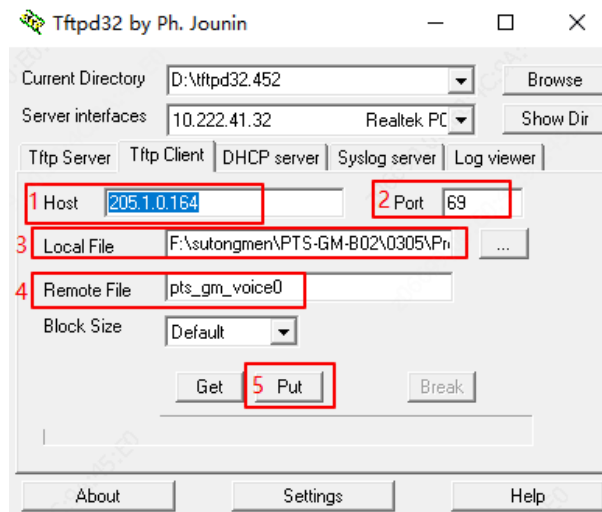 Tftpd32 by Ph. Jounin
Current Directory D:\tftpd32.452 Browse
Server interfaces 10.222.41.32 Realtek PC Show Dir
Tftp Server Tftp Client DHCP server Syslog server Log viewer
1 Host 205.1.0.164 2 Port 69
3 Local File F:\sutongmen\PTS-GM-B02\0305\Pr ...
4 Remote File pts_gm_voice0
Block Size Default
Get 5 Put Break
About Settings Help